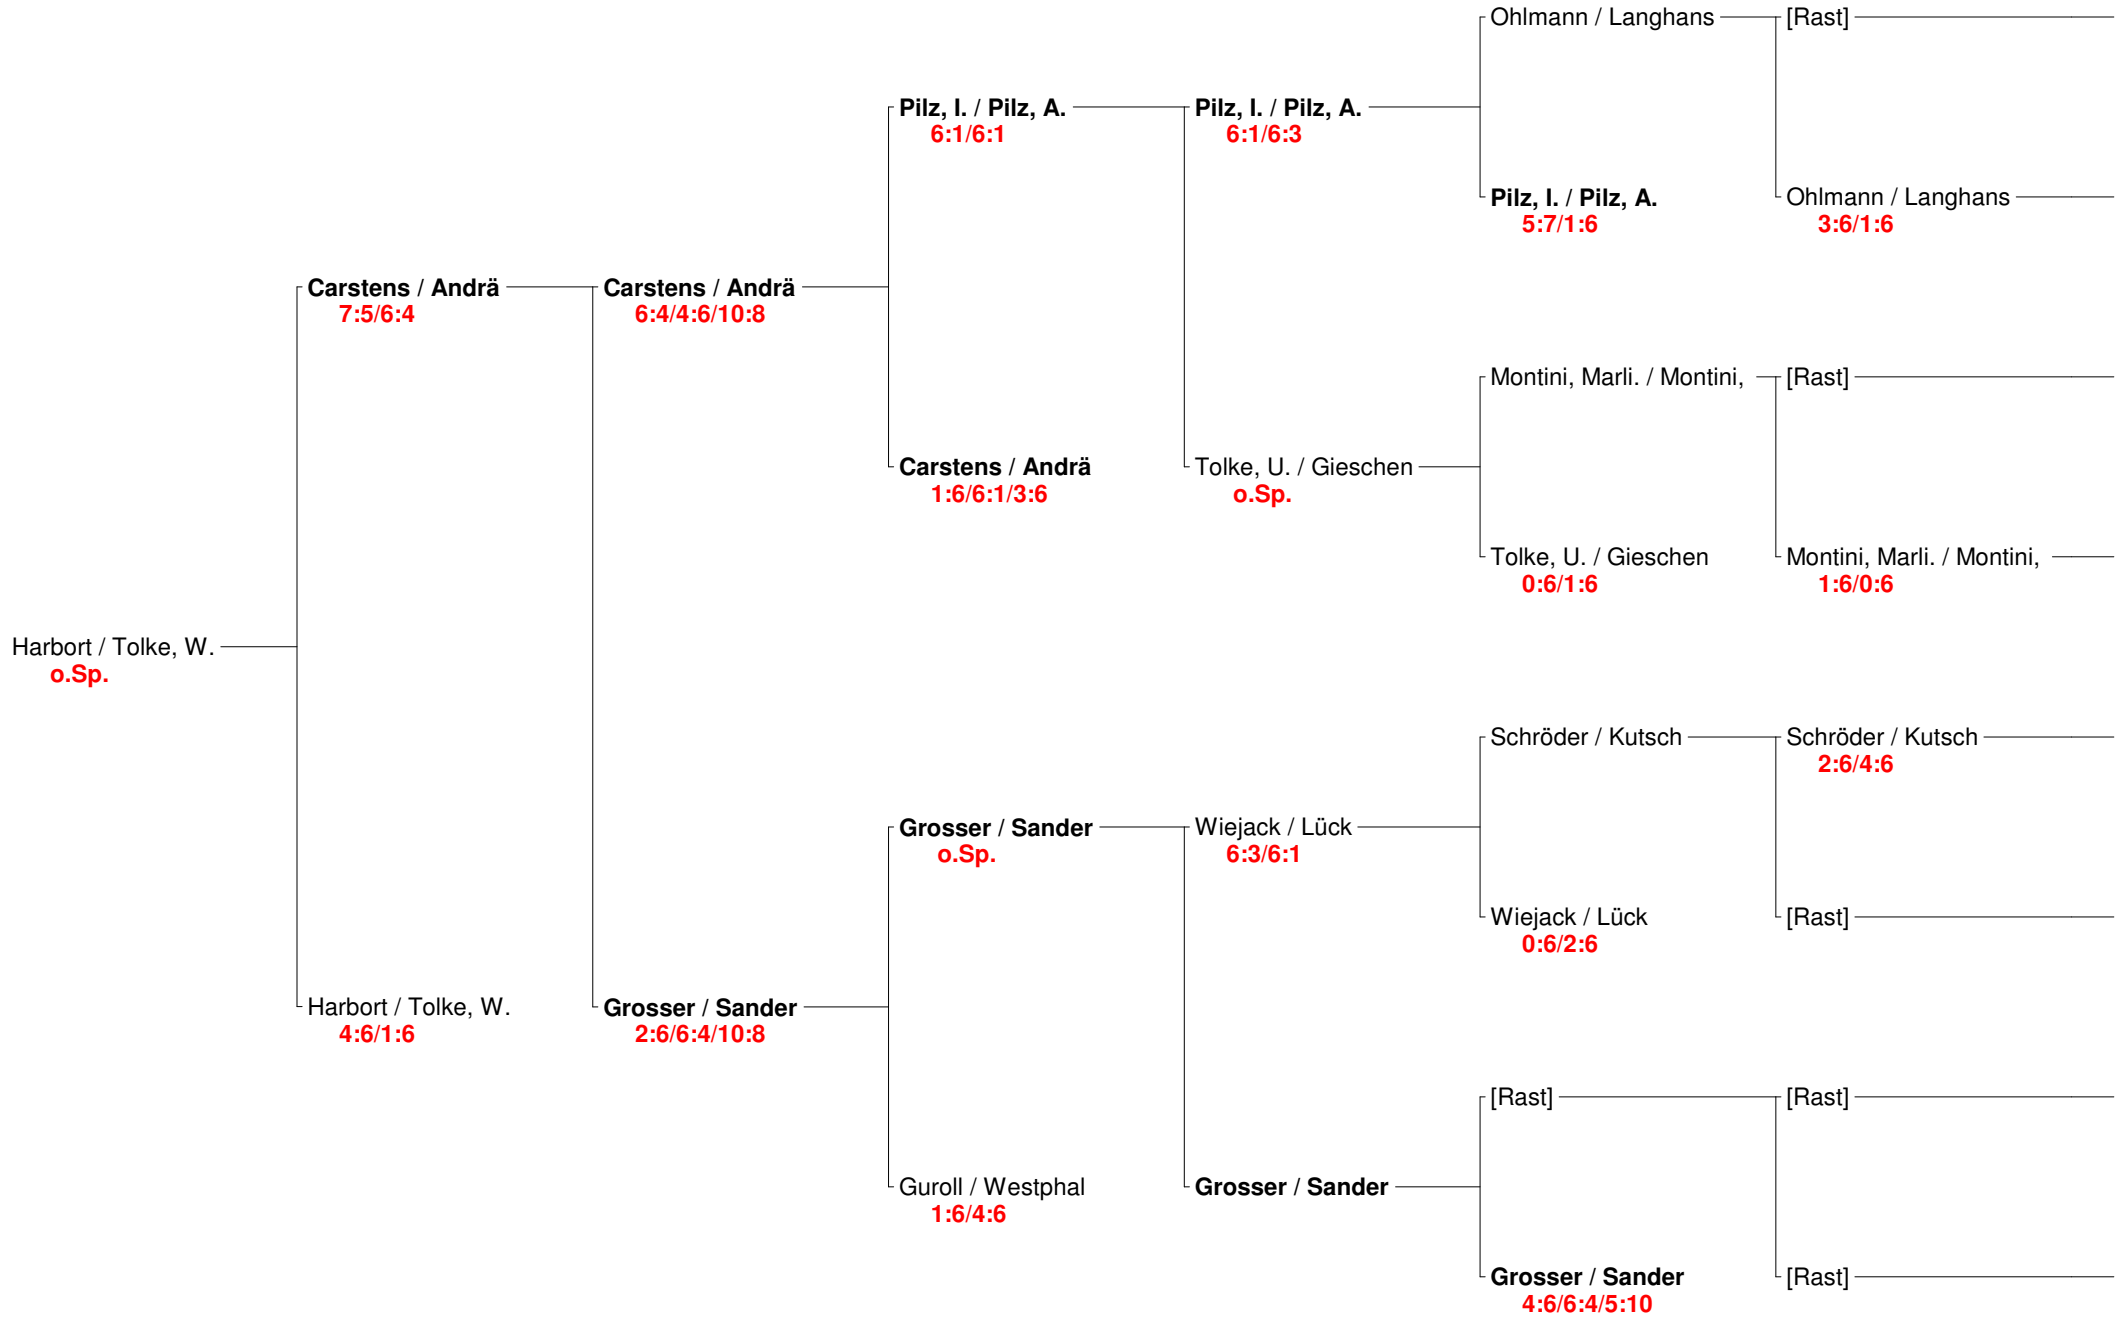 Ohlmann / Langhans
[Rast]
Pilz, I. / Pilz, A.
6:1/6:1
Pilz, I. / Pilz, A.
6:1/6:3
Pilz, I. / Pilz, A.
5:7/1:6
Ohlmann / Langhans
3:6/1:6
Carstens / Andrä
7:5/6:4
Carstens / Andrä
6:4/4:6/10:8
Montini, Marli. / Montini,
[Rast]
Carstens / Andrä
1:6/6:1/3:6
Tolke, U. / Gieschen
o.Sp.
Tolke, U. / Gieschen
0:6/1:6
Montini, Marli. / Montini,
1:6/0:6
Harbort / Tolke, W.
o.Sp.
Schröder / Kutsch
Schröder / Kutsch
2:6/4:6
Grosser / Sander
o.Sp.
Wiejack / Lück
6:3/6:1
Wiejack / Lück
0:6/2:6
[Rast]
Harbort / Tolke, W.
4:6/1:6
Grosser / Sander
2:6/6:4/10:8
[Rast]
[Rast]
Guroll / Westphal
1:6/4:6
Grosser / Sander
Grosser / Sander
4:6/6:4/5:10
[Rast]